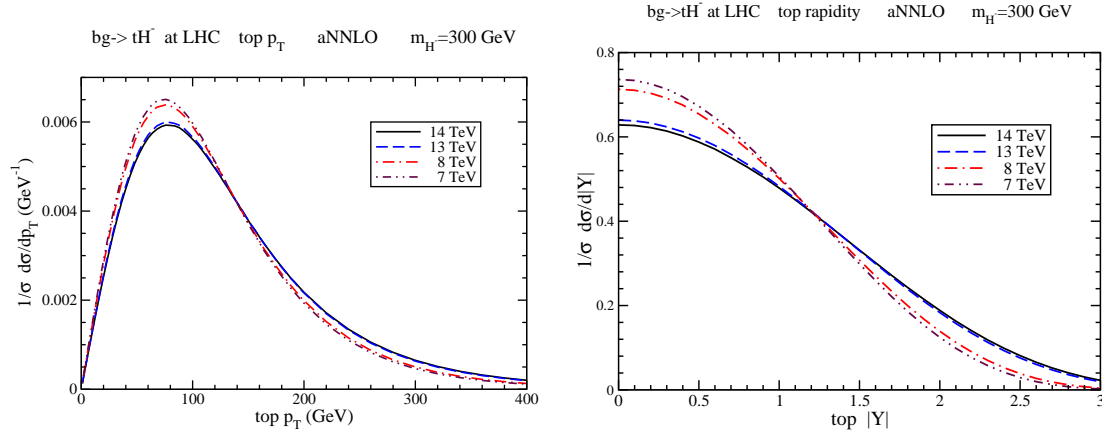 bg->tH⁻ at LHC top rapidity aNNLO m_H⁻=300 GeV
bg-> tH⁻ at LHC top p_T aNNLO m_H⁻=300 GeV
0.006
0.004
0.002
0
1/σ dσ/dp_T (GeV⁻¹)
14 TeV
13 TeV
8 TeV
7 TeV
0 100 200 300 400
top p_T (GeV)
0.8
0.6
0.4
0.2
0
1/σ dσ/d|Y|
14 TeV
13 TeV
8 TeV
7 TeV
0 0.5 1 1.5 2 2.5 3
top |Y|